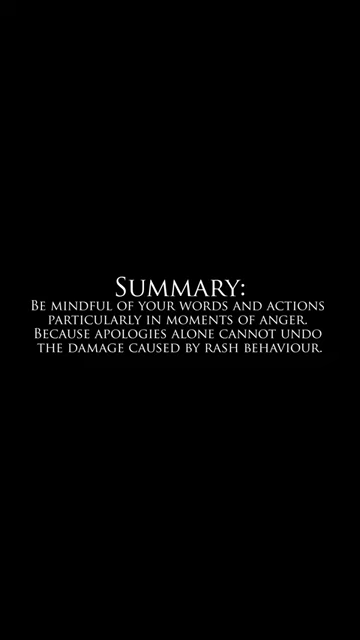 Summary:
Be mindful of your words and actions
particularly in moments of anger.
Because apologies alone cannot undo
the damage caused by rash behaviour.